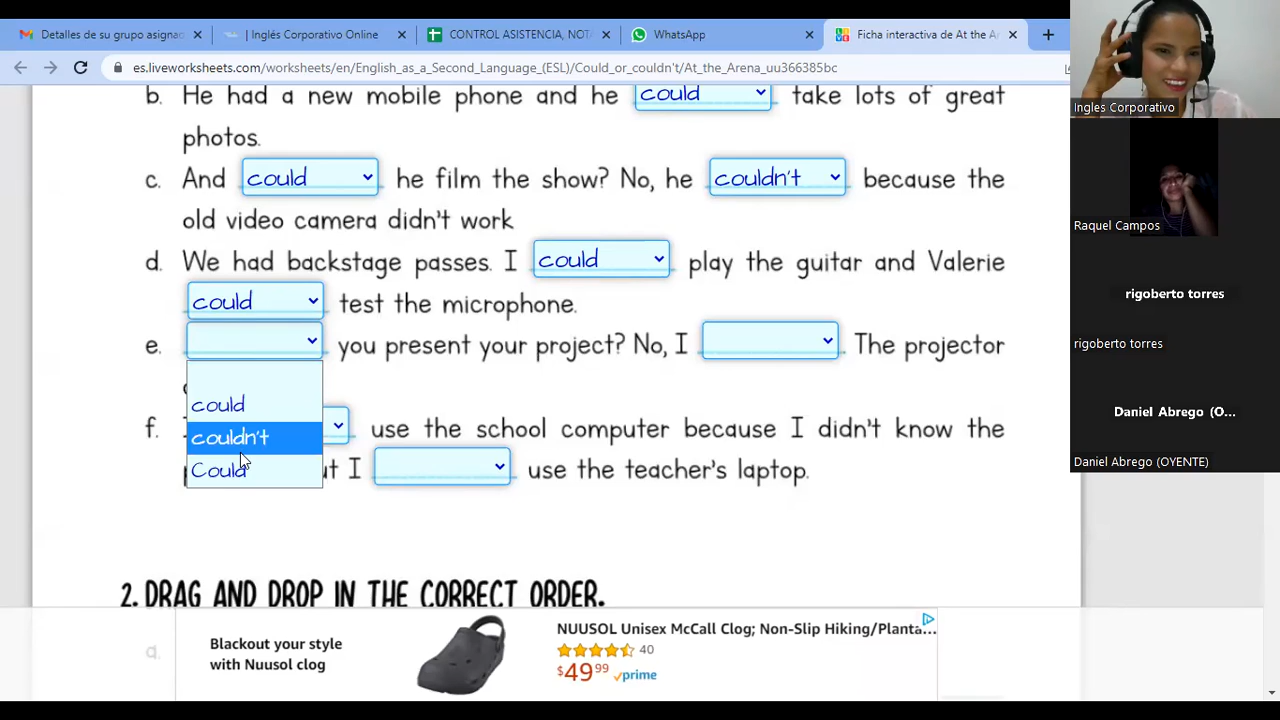 Detalles de su grupo asignac
Inglés Corporativo Online
CONTROL ASISTENCIA, NOTA
WhatsApp
Ficha interactiva de At the Ar
es.liveworksheets.com/worksheets/en/English_as_a_Second_Language_(ESL)/Could_or_couldn't/At_the_Arena_uu366385bc
b. He had a new mobile phone and he could take lots of great
photos.
c. And could he film the show? No, he couldn't because the
old video camera didn't work
d. We had backstage passes. I could play the guitar and Valerie
could test the microphone.
e. you present your project? No, I . The projector
could
couldn't
Could
f. use the school computer because I didn't know the
ut I use the teacher's laptop.
2. DRAG AND DROP IN THE CORRECT ORDER.
a.
Blackout your style
with Nuusol clog
NUUSOL Unisex McCall Clog; Non-Slip Hiking/Planta...
40
$49.99
prime
Ingles Corporativo
Raquel Campos
rigoberto torres
rigoberto torres
Daniel Abrego (O...
Daniel Abrego (OYENTE)